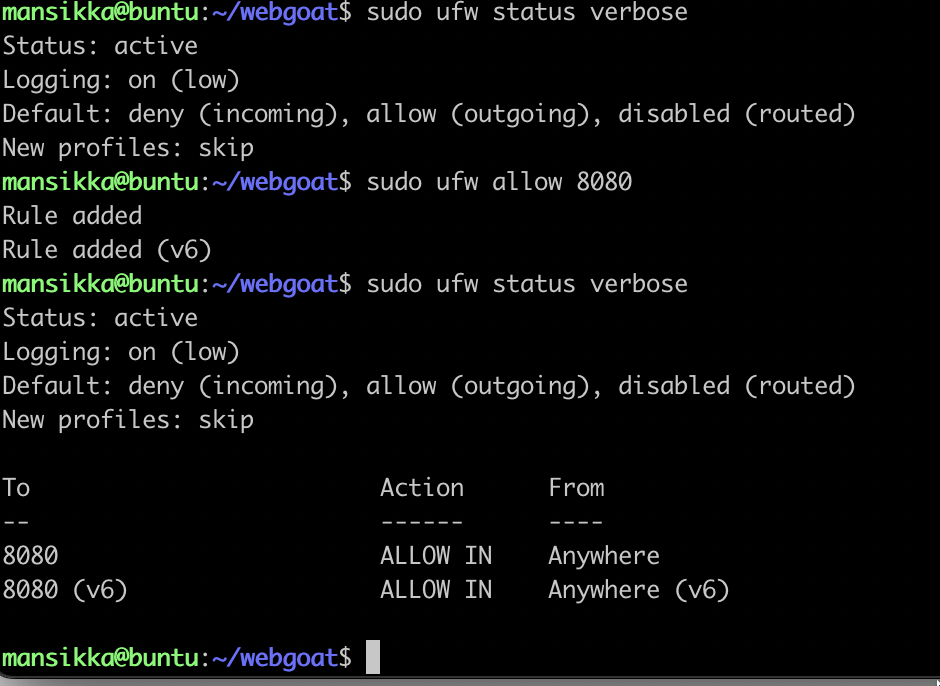 mansikka@buntu:~/webgoat$ sudo ufw status verbose
Status: active
Logging: on (low)
Default: deny (incoming), allow (outgoing), disabled (routed)
New profiles: skip
mansikka@buntu:~/webgoat$ sudo ufw allow 8080
Rule added
Rule added (v6)
mansikka@buntu:~/webgoat$ sudo ufw status verbose
Status: active
Logging: on (low)
Default: deny (incoming), allow (outgoing), disabled (routed)
New profiles: skip

To                         Action      From
--                         ------      ----
8080                       ALLOW IN    Anywhere
8080 (v6)                  ALLOW IN    Anywhere (v6)

mansikka@buntu:~/webgoat$